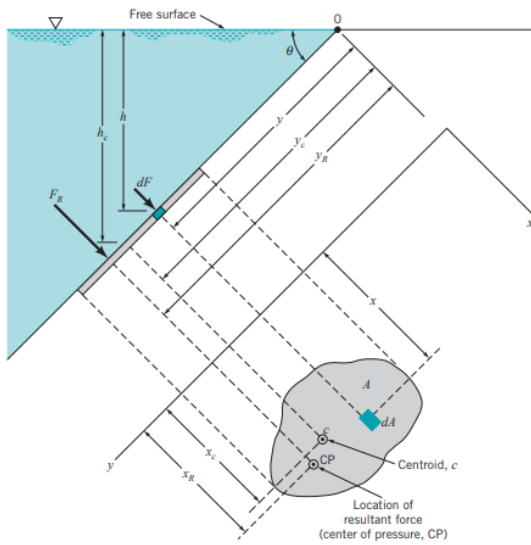 Free surface
0
θ
h
y
h_c
y_c
y_R
dF
F_R
x
x
A
dA
c
x_c
CP
Centroid, c
y
x_R
Location of
resultant force
(center of pressure, CP)